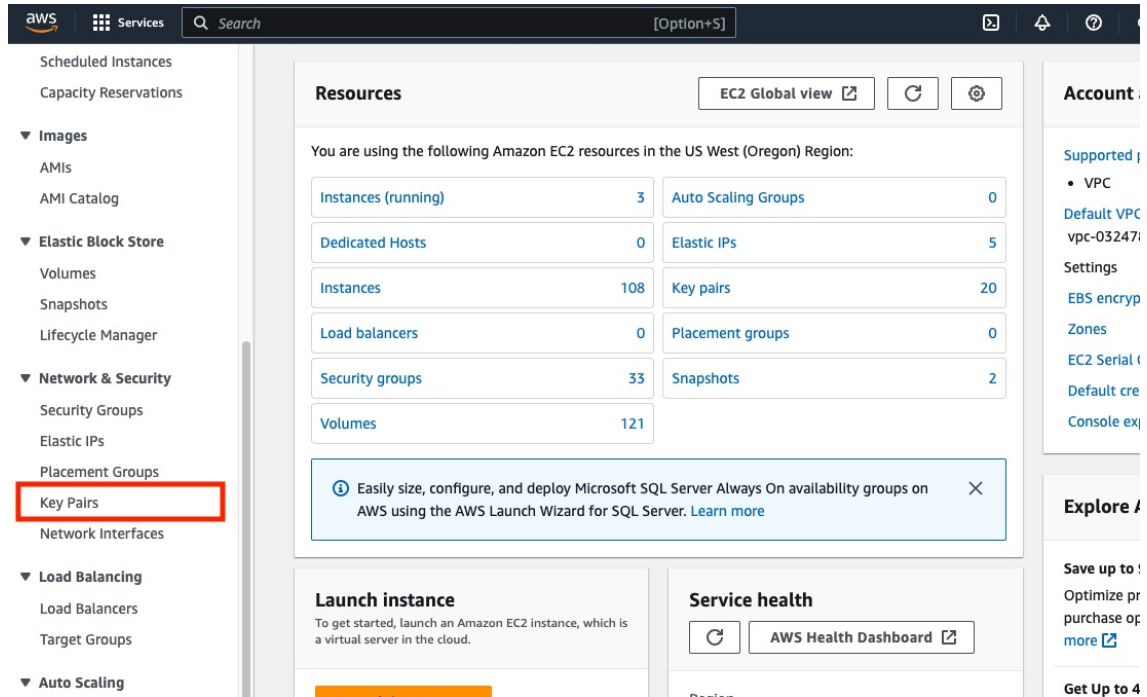 aws
Services
Search [Option+S]
Scheduled Instances
Capacity Reservations
Images
AMIs
AMI Catalog
Elastic Block Store
Volumes
Snapshots
Lifecycle Manager
Network & Security
Security Groups
Elastic IPs
Placement Groups
Key Pairs
Network Interfaces
Load Balancing
Load Balancers
Target Groups
Auto Scaling
Resources
EC2 Global view
You are using the following Amazon EC2 resources in the US West (Oregon) Region:
Instances (running) 3
Auto Scaling Groups 0
Dedicated Hosts 0
Elastic IPs 5
Instances 108
Key pairs 20
Load balancers 0
Placement groups 0
Security groups 33
Snapshots 2
Volumes 121
Easily size, configure, and deploy Microsoft SQL Server Always On availability groups on
AWS using the AWS Launch Wizard for SQL Server. Learn more
Launch instance
To get started, launch an Amazon EC2 instance, which is
a virtual server in the cloud.
Service health
AWS Health Dashboard
Account
Supported
• VPC
Default VPC
vpc-03247
Settings
EBS encryp
Zones
EC2 Serial
Default cre
Console ex
Explore
Save up to
Optimize pr
purchase op
more
Get Up to 4